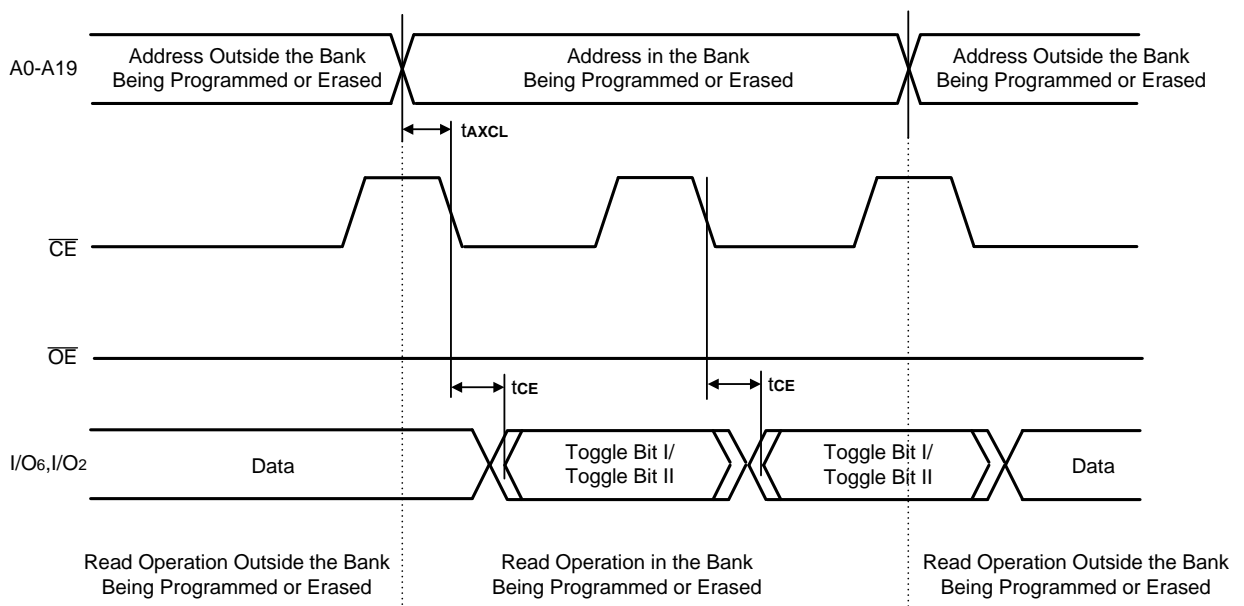 A0-A19
Address Outside the Bank
Being Programmed or Erased
Address in the Bank
Being Programmed or Erased
Address Outside the Bank
Being Programmed or Erased
tAXCL
CE
OE
tCE
tCE
I/O6,I/O2
Data
Toggle Bit I/
Toggle Bit II
Toggle Bit I/
Toggle Bit II
Data
Read Operation Outside the Bank
Being Programmed or Erased
Read Operation in the Bank
Being Programmed or Erased
Read Operation Outside the Bank
Being Programmed or Erased